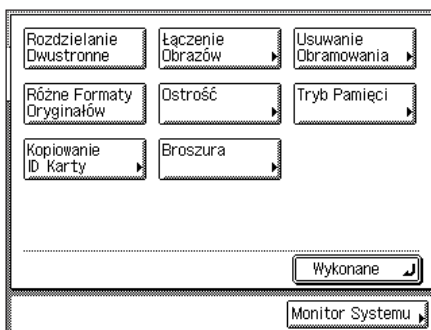 Rozdzielanie
Dwustronne
Łączenie
Obrazów
Usuwanie
Obramowania
Różne Formaty
Oryginałów
Ostrość
Tryb Pamięci
Kopiowanie
ID Karty
Broszura
Wykonane
Monitor Systemu